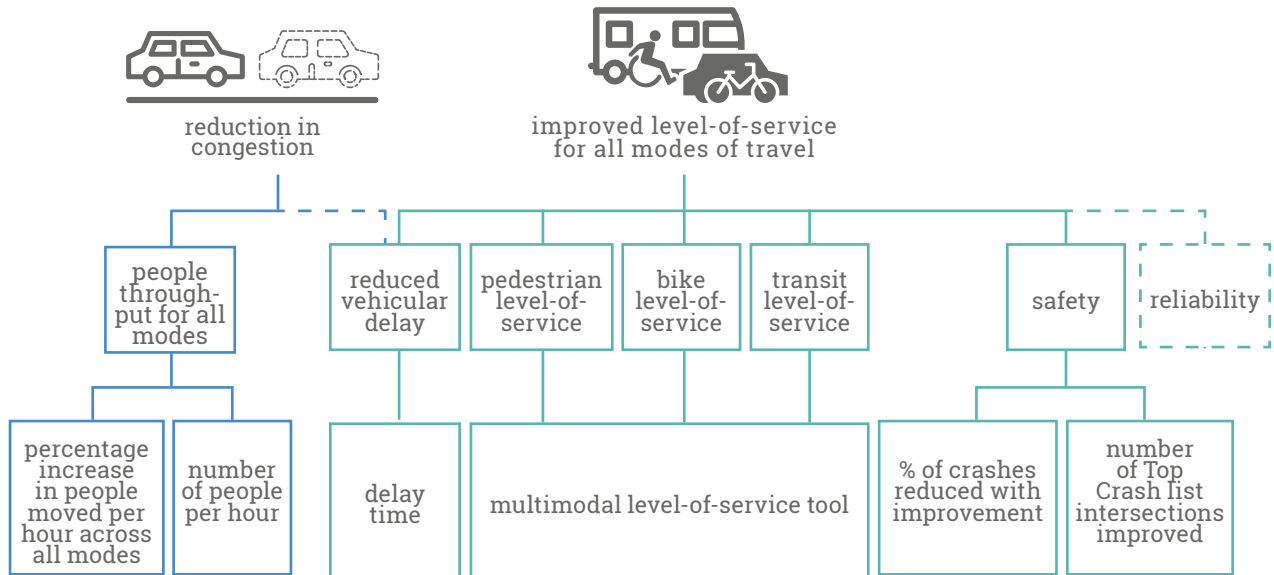 reduction in
congestion
improved level-of-service
for all modes of travel
people
through-
put for all
modes
reduced
vehicular
delay
pedestrian
level-of-
service
bike
level-of-
service
transit
level-of-
service
safety
reliability
percentage
increase
in people
moved per
hour across
all modes
number
of people
per hour
delay
time
multimodal level-of-service tool
% of crashes
reduced with
improvement
number
of Top
Crash list
intersections
improved